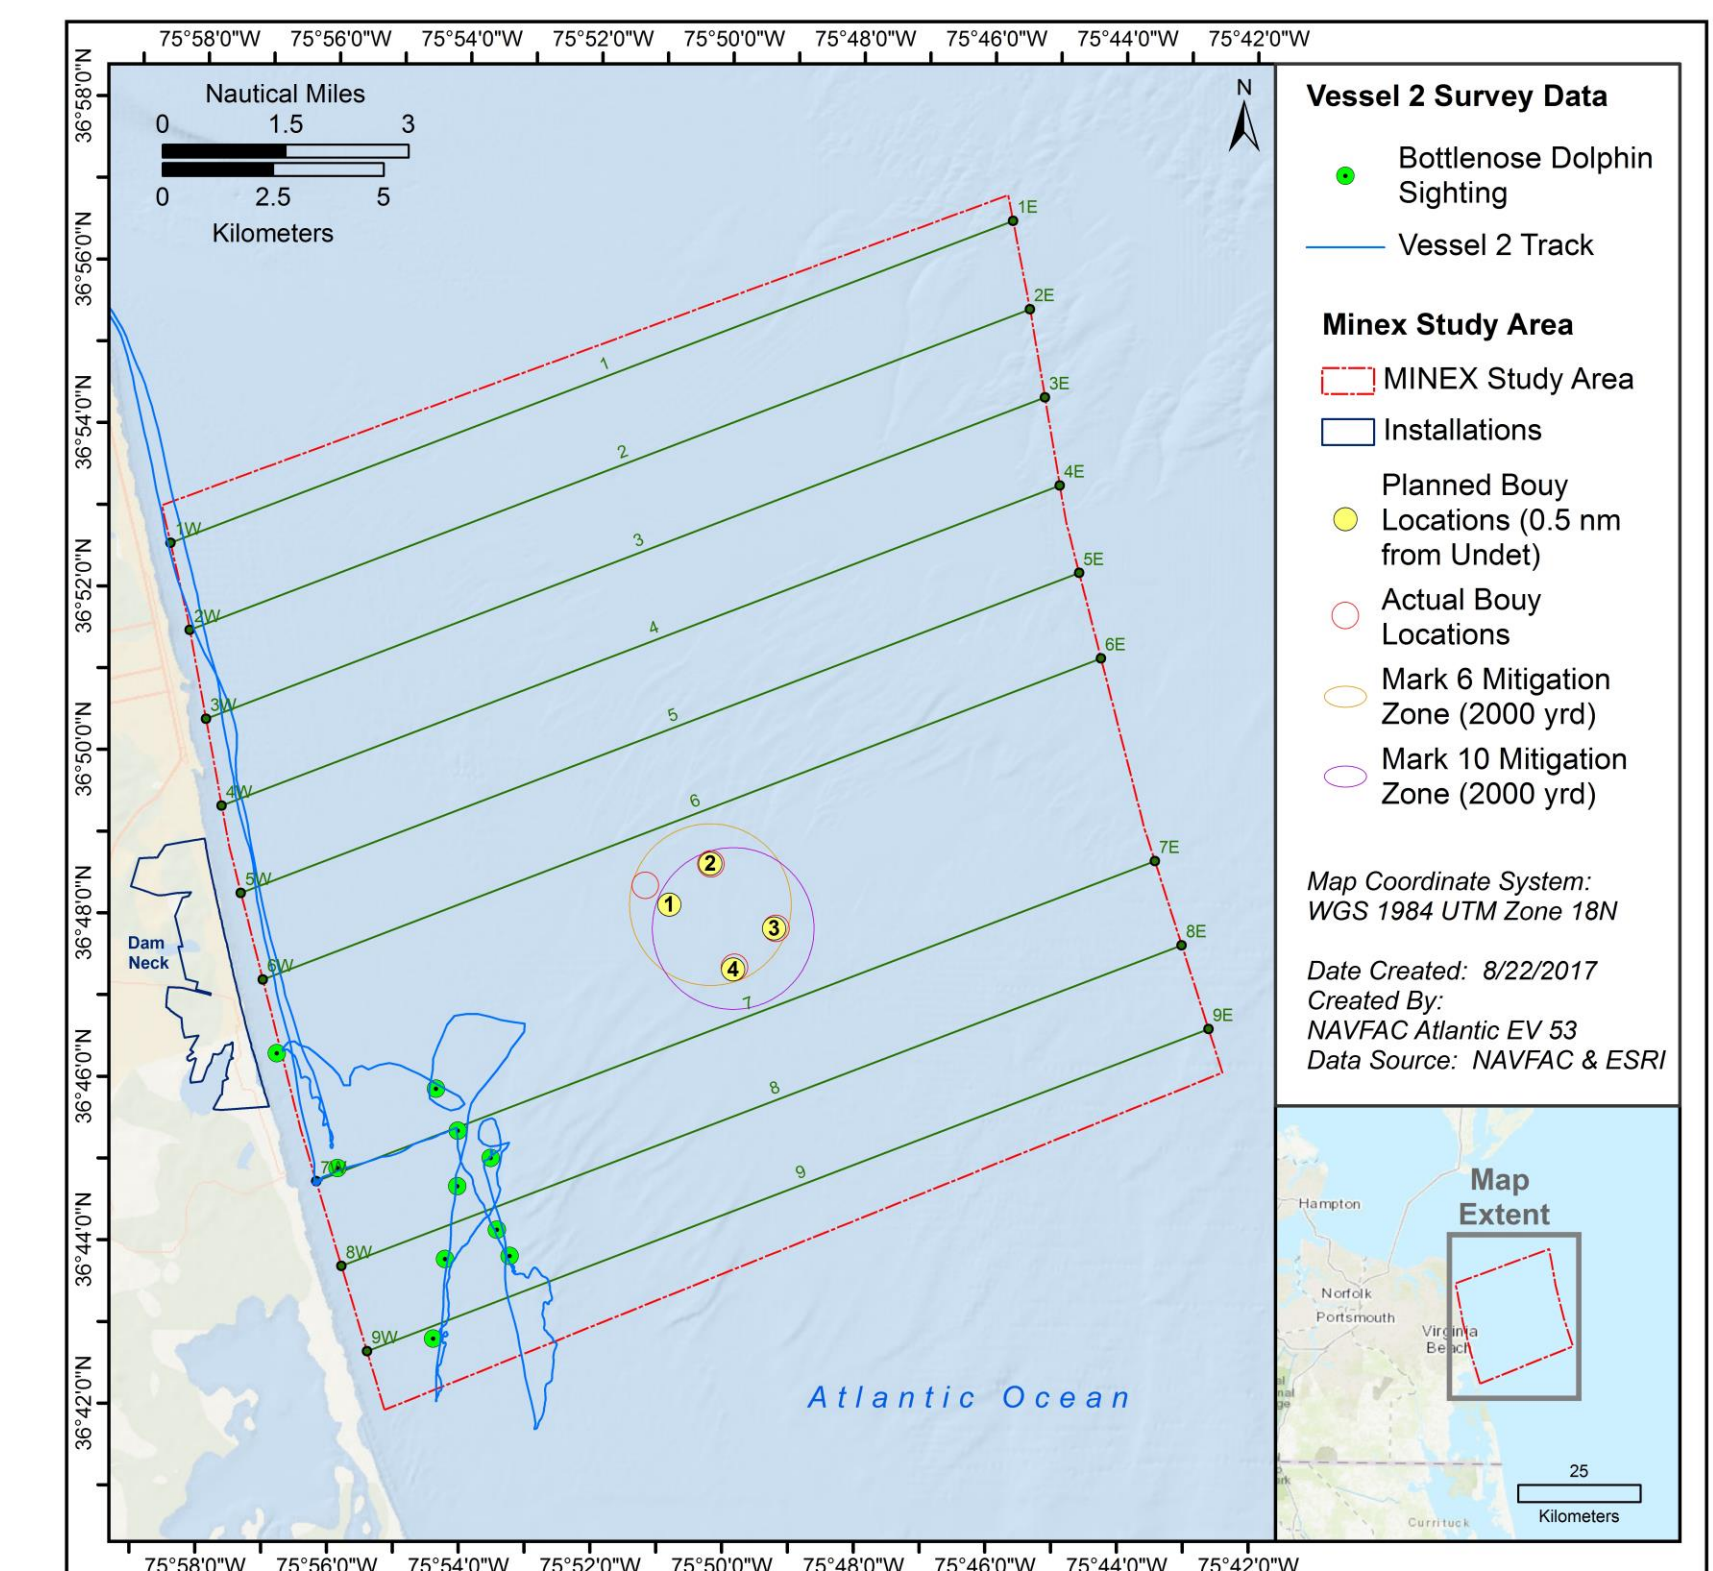 75°58'0"W 75°56'0"W 75°54'0"W 75°52'0"W 75°50'0"W 75°48'0"W 75°46'0"W 75°44'0"W 75°42'0"W
36°58'0"N
36°56'0"N
36°54'0"N
36°52'0"N
36°50'0"N
36°48'0"N
36°46'0"N
36°44'0"N
36°42'0"N
Nautical Miles
0 1.5 3
0 2.5 5
Kilometers
N
1E
2E
3E
4E
5E
6E
7E
8E
9E
1
2
3
4
5
6
7
8
9
1W
2W
3W
4W
5W
6W
7W
8W
9W
2
1
3
4
Dam
Neck
Atlantic Ocean
75°58'0"W 75°56'0"W 75°54'0"W 75°52'0"W 75°50'0"W 75°48'0"W 75°46'0"W 75°44'0"W 75°42'0"W
Vessel 2 Survey Data
Bottlenose Dolphin
Sighting
Vessel 2 Track
Minex Study Area
MINEX Study Area
Installations
Planned Bouy
Locations (0.5 nm
from Undet)
Actual Bouy
Locations
Mark 6 Mitigation
Zone (2000 yrd)
Mark 10 Mitigation
Zone (2000 yrd)
Map Coordinate System:
WGS 1984 UTM Zone 18N
Date Created: 8/22/2017
Created By:
NAVFAC Atlantic EV 53
Data Source: NAVFAC & ESRI
Map
Extent
Hampton
Norfolk
Portsmouth
Virginia
Beach
25
Kilometers
Currituck